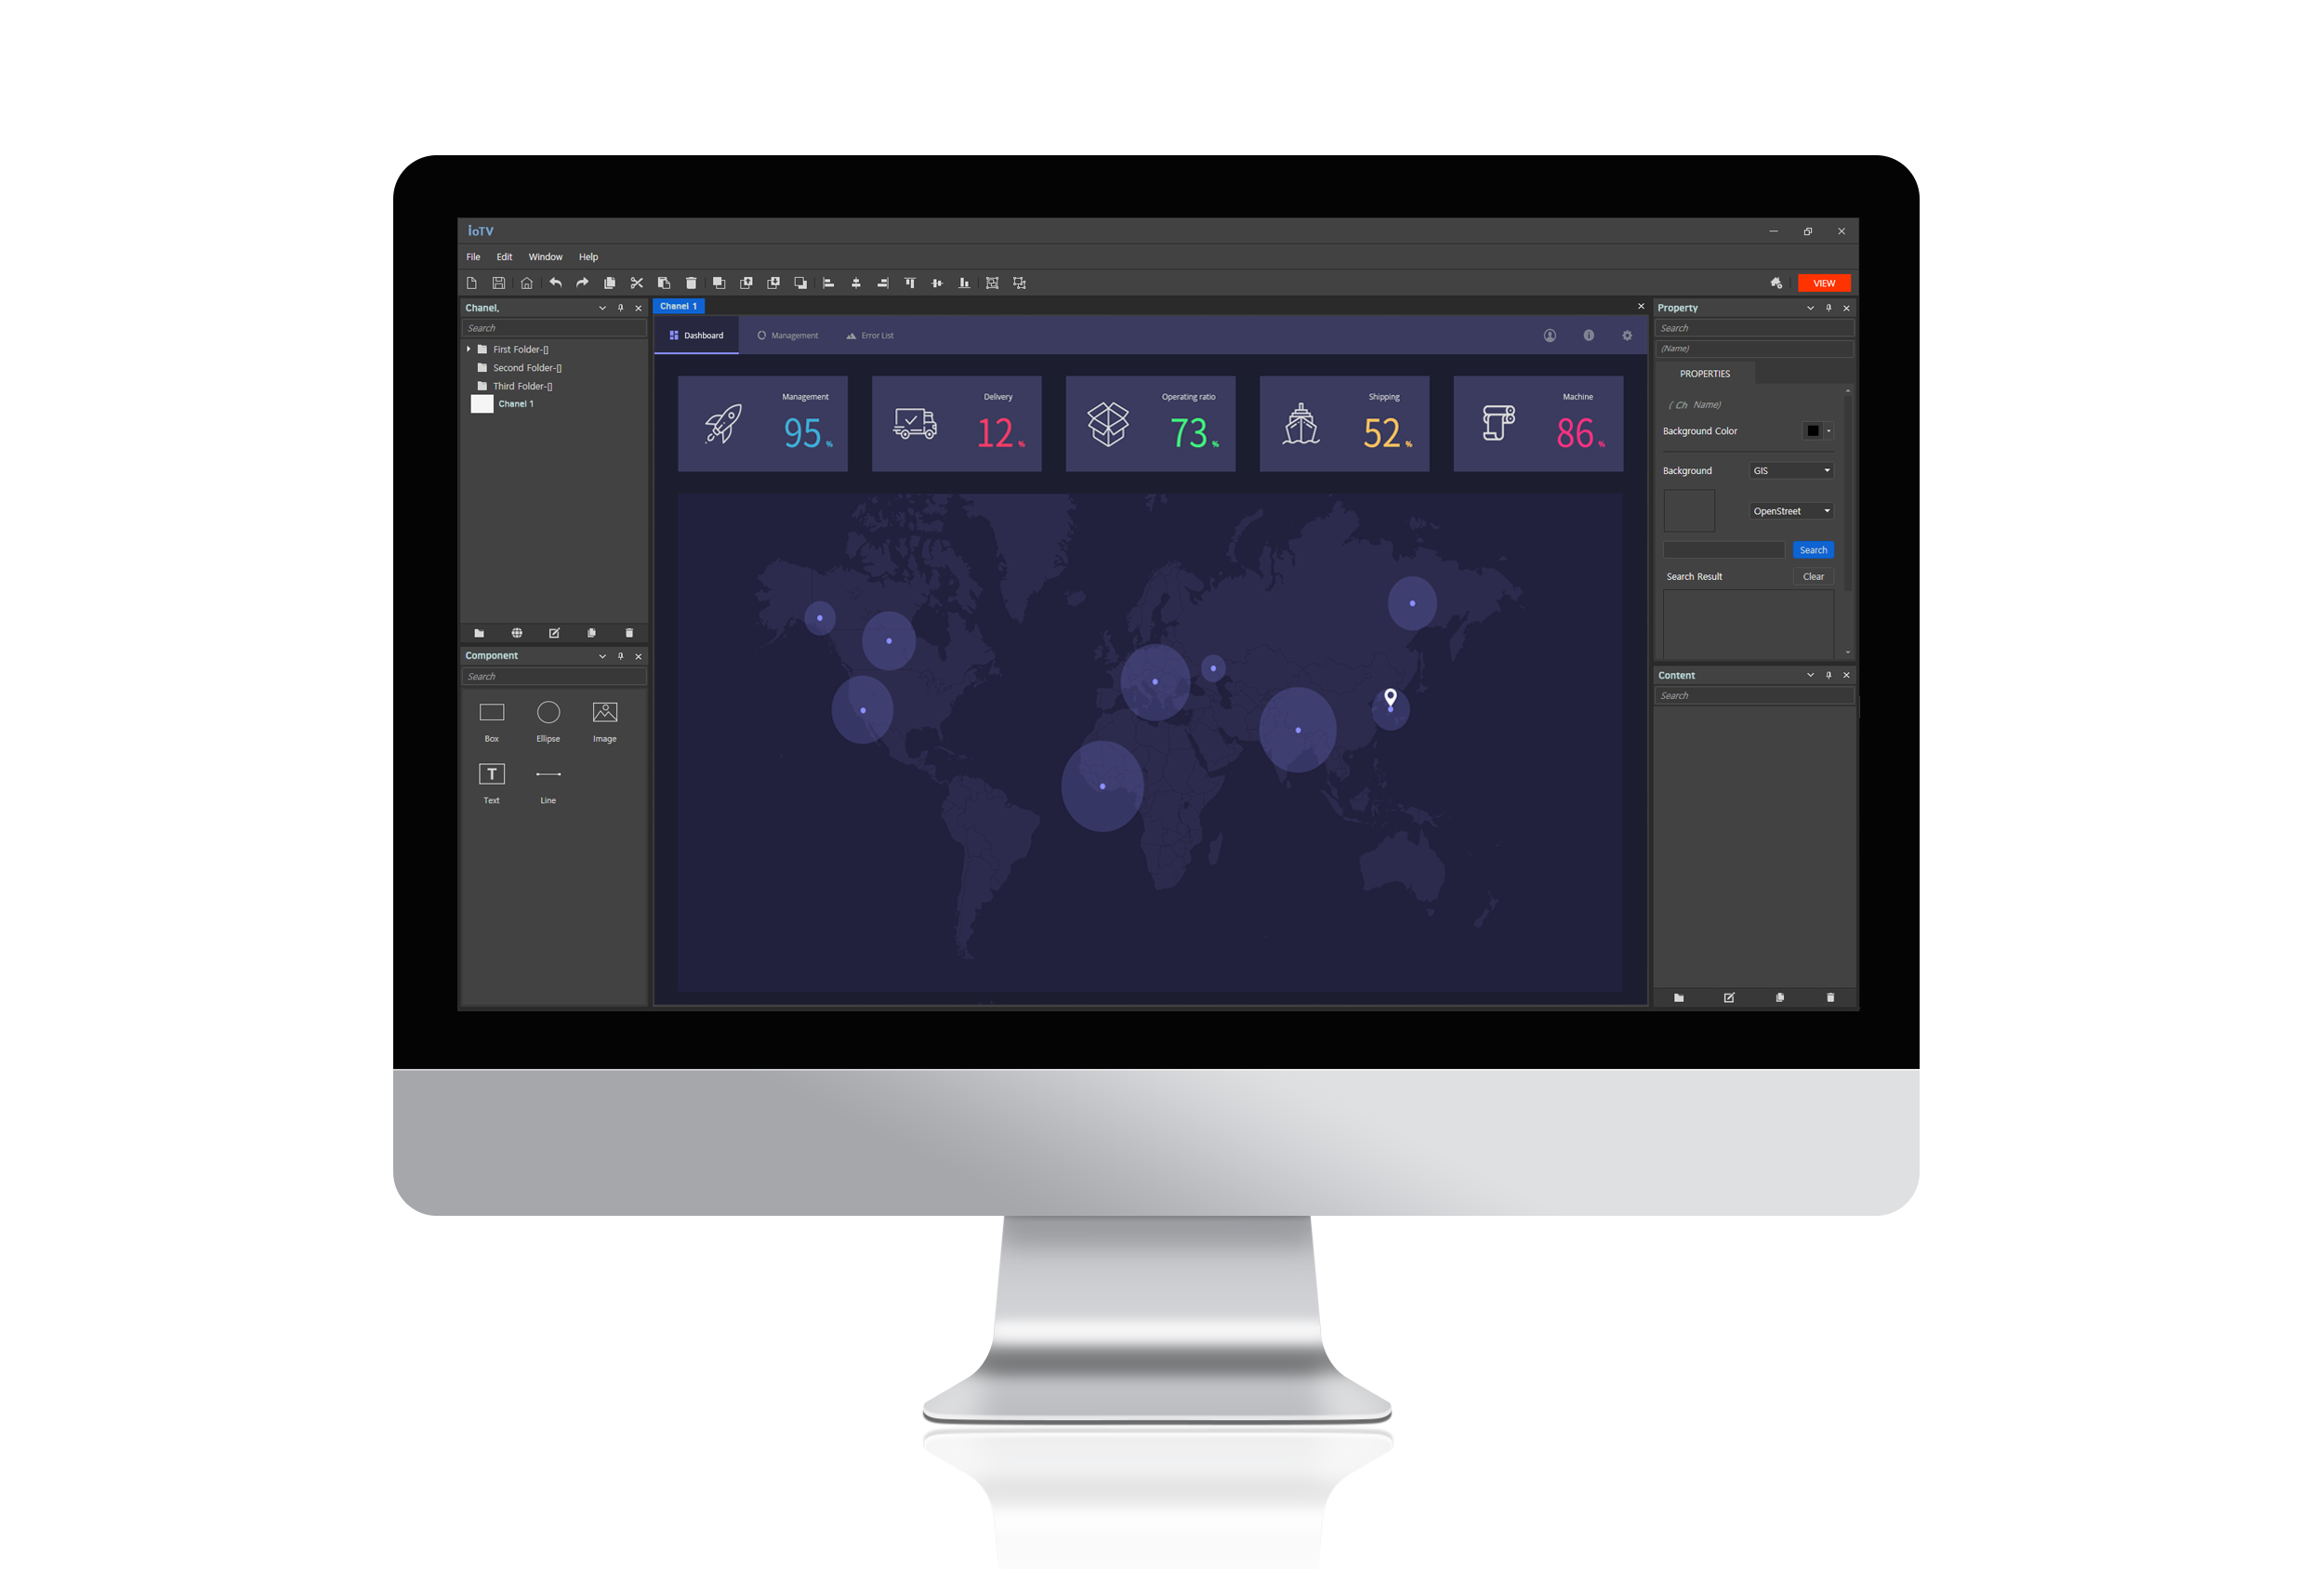 ioTV
File Edit Window Help
VIEW
Chanel.
Search
First Folder-[]
Second Folder-[]
Third Folder-[]
Chanel 1
Component
Search
Box Ellipse Image
Text Line
Chanel 1
Dashboard Management Error List
Management
95 %
Delivery
12 %
Operating ratio
73 %
Shipping
52 %
Machine
86 %
Property
Search
(Name)
PROPERTIES
( Ch Name)
Background Color
Background GIS
OpenStreet
Search
Search Result Clear
Content
Search